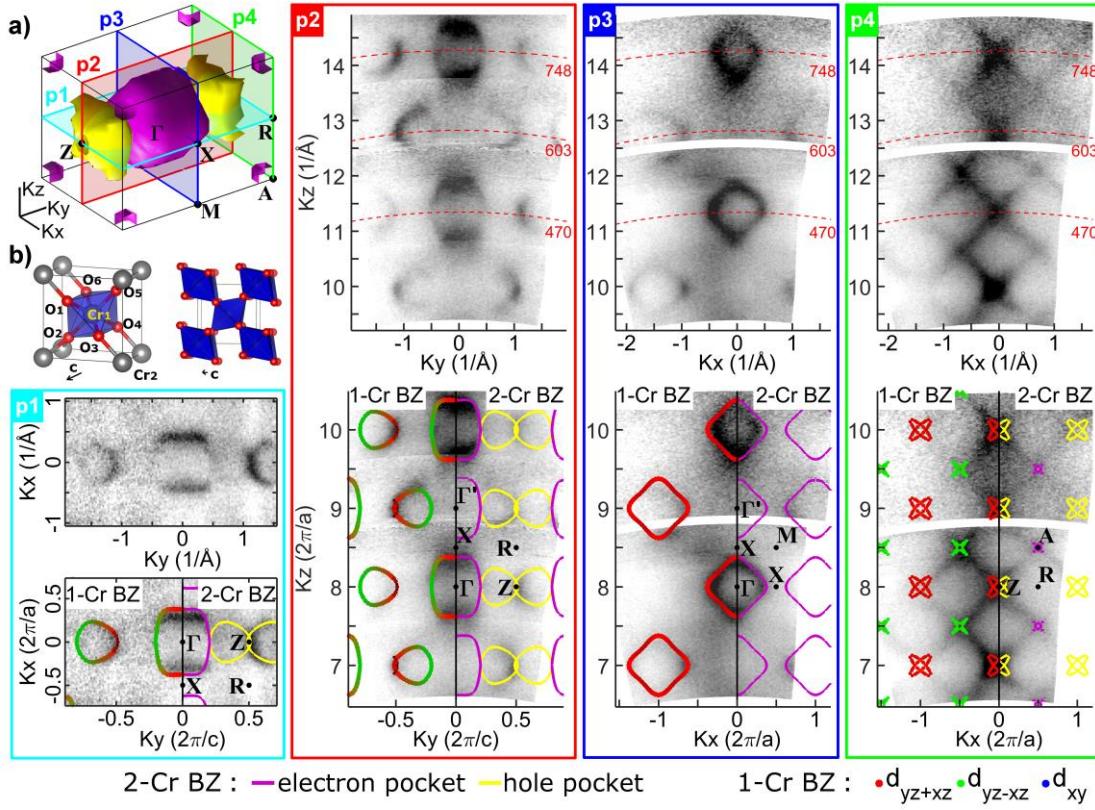 a)
p3
p4
p2
p1
Γ
R
Z
X
A
M
Kz
Ky
Kx
b)
O6
O5
O1
Cr1
O4
O2
O3
c
Cr2
c
p2
14
13
12
11
10
748
603
470
Kz (1/Å)
-1 0 1
Ky (1/Å)
1-Cr BZ 2-Cr BZ
10
9
8
7
Γ'
X
R
Γ
Z
Kz (2π/a)
-0.5 0 0.5
Ky (2π/c)
p3
14
13
12
11
10
748
603
470
-2 -1 0 1
Kx (1/Å)
1-Cr BZ 2-Cr BZ
10
9
8
7
Γ'
X
M
Γ
X
-1 0 1
Kx (2π/a)
p4
14
13
12
11
10
748
603
470
-2 -1 0 1
Kx (1/Å)
1-Cr BZ 2-Cr BZ
10
9
8
7
A
Z
R
-1 0 1
Kx (2π/a)
p1
1
0
-1
Kx (1/Å)
-1 0 1
Ky (1/Å)
1-Cr BZ 2-Cr BZ
0.5
0
-0.5
Γ
Z
X
R
Kx (2π/a)
-0.5 0 0.5
Ky (2π/c)
2-Cr BZ : electron pocket hole pocket 1-Cr BZ : dyz+xz dyz-xz dxy